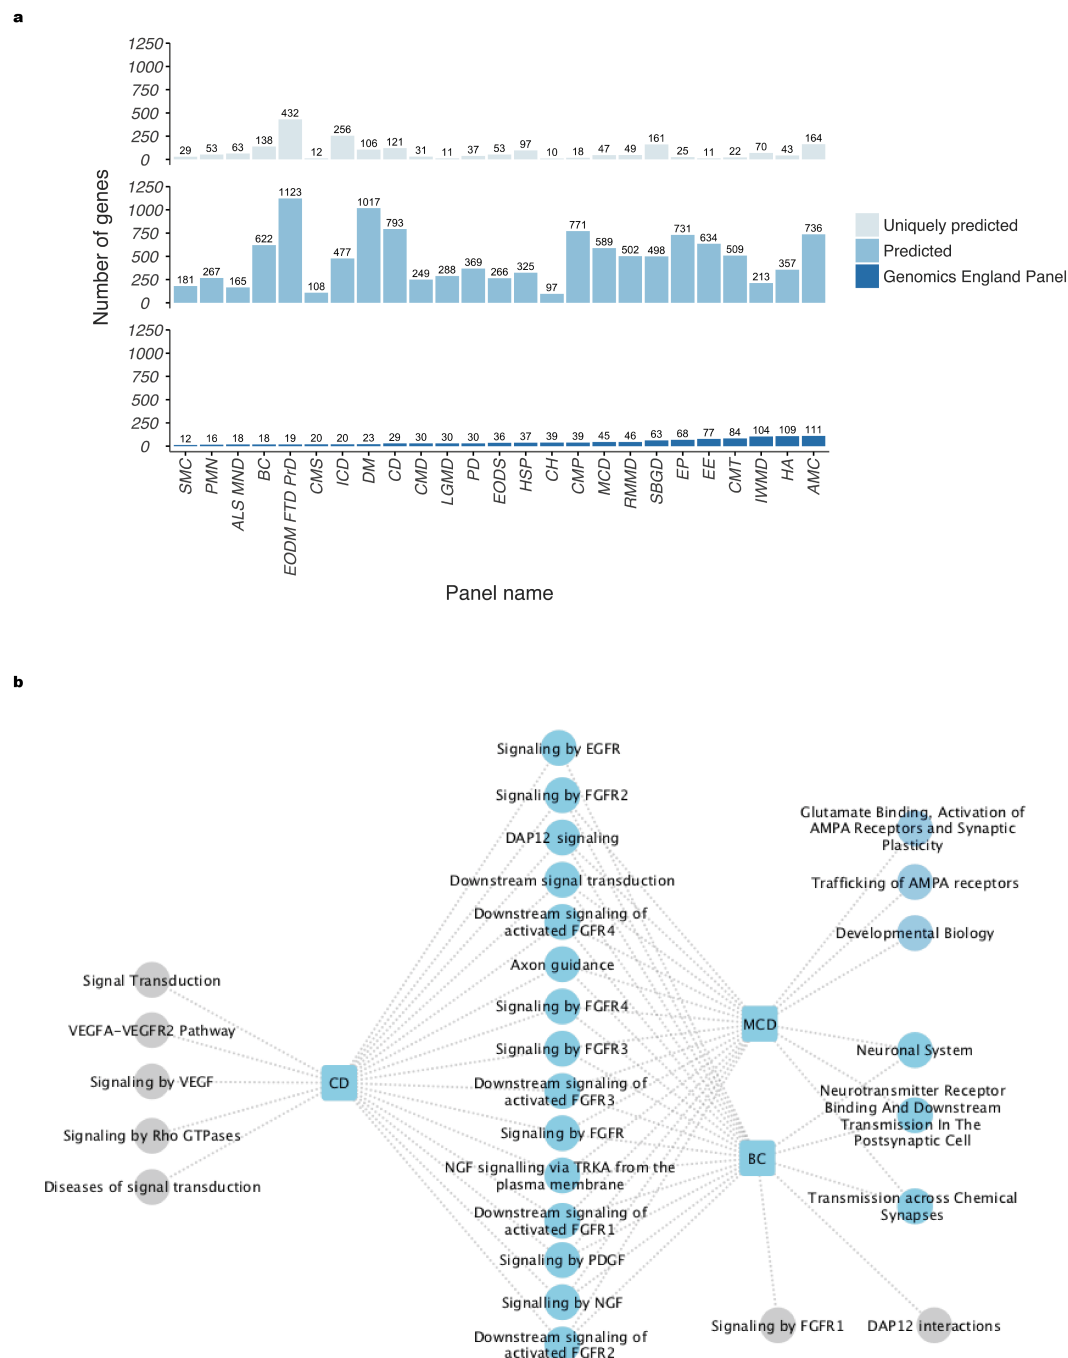 a
1250
1000
750
500
250
0
29 53 63 138 432 12 256 106 121 31 11 37 53 97 10 18 47 49 161 25 11 22 70 43 164
1250
1000
750
500
250
0
181 267 165 622 1123 108 477 1017 793 249 288 369 266 325 97 771 589 502 498 731 634 509 213 357 736
1250
1000
750
500
250
0
12 16 18 18 19 20 20 23 29 30 30 30 36 37 39 39 45 46 63 68 77 84 104 109 111
Number of genes
SMC
PMN
ALS MND
BC
EODM FTD PrD
CMS
ICD
DM
CD
CMD
LGMD
PD
EODS
HSP
CH
CMP
MCD
RMMD
SBGD
EP
EE
CMT
IWMD
HA
AMC
Panel name
Uniquely predicted
Predicted
Genomics England Panel
b
Signal Transduction
VEGFA-VEGFR2 Pathway
Signaling by VEGF
Signaling by Rho GTPases
Diseases of signal transduction
CD
Signaling by EGFR
Signaling by FGFR2
DAP12 signaling
Downstream signal transduction
Downstream signaling of
activated FGFR4
Axon guidance
Signaling by FGFR4
Signaling by FGFR3
Downstream signaling of
activated FGFR3
Signaling by FGFR
NGF signalling via TRKA from the
plasma membrane
Downstream signaling of
activated FGFR1
Signaling by PDGF
Signalling by NGF
Downstream signaling of
activated FGFR2
MCD
BC
Glutamate Binding, Activation of
AMPA Receptors and Synaptic
Plasticity
Trafficking of AMPA receptors
Developmental Biology
Neuronal System
Neurotransmitter Receptor
Binding And Downstream
Transmission In The
Postsynaptic Cell
Transmission across Chemical
Synapses
Signaling by FGFR1
DAP12 interactions